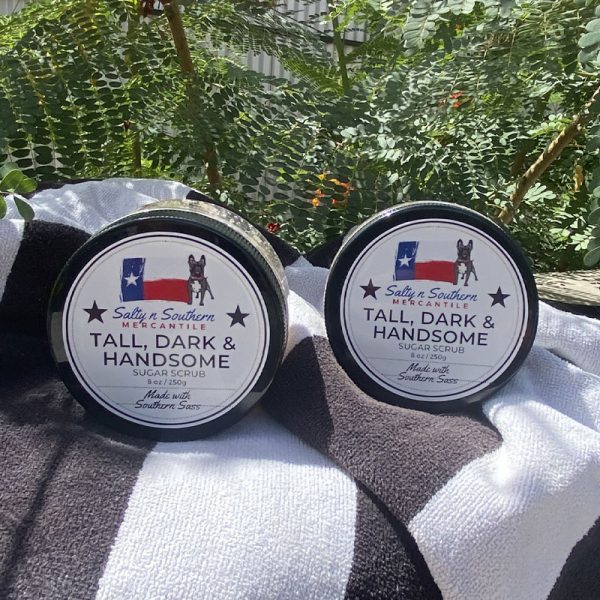 Salty n Southern
MERCANTILE
TALL, DARK &
HANDSOME
SUGAR SCRUB
8 oz / 250g
Made with
Southern Sass
Salty n Southern
MERCANTILE
TALL, DARK &
HANDSOME
SUGAR SCRUB
8 oz / 250g
Made with
Southern Sass